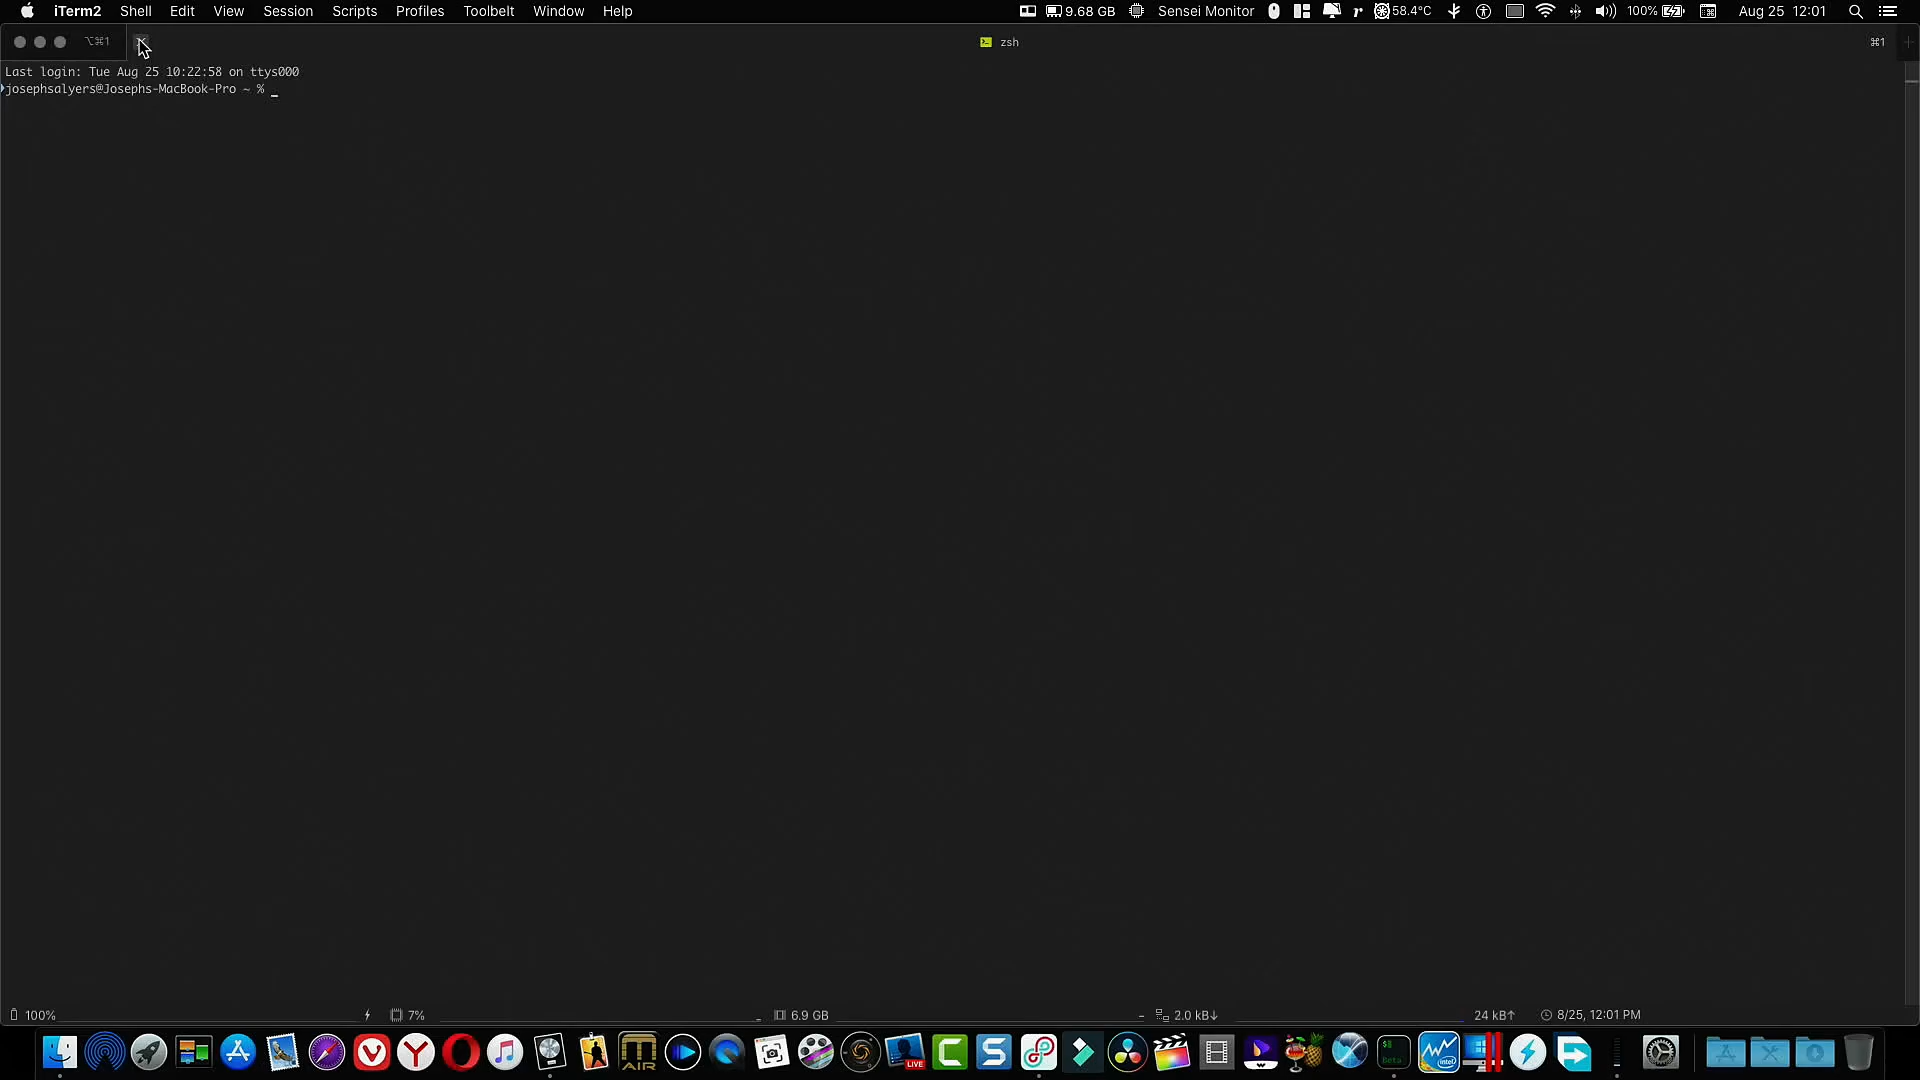 iTerm2 Shell Edit View Session Scripts Profiles Toolbelt Window Help 9.68 GB Sensei Monitor r 58.4°C 100% Aug 25 12:01
⌥⌘1 zsh ⌘1
Last login: Tue Aug 25 10:22:58 on ttys000
josephsalyers@Josephs-MacBook-Pro ~ % _
100% 7% 6.9 GB 2.0 kB↓ 24 kB↑ 8/25, 12:01 PM
AIR
LIVE
$
Beta
intel